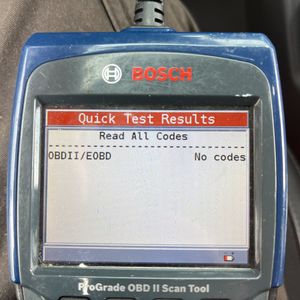 BOSCH
Quick Test Results
Read All Codes
OBDII/EOBD No codes
ProGrade OBD II Scan Tool